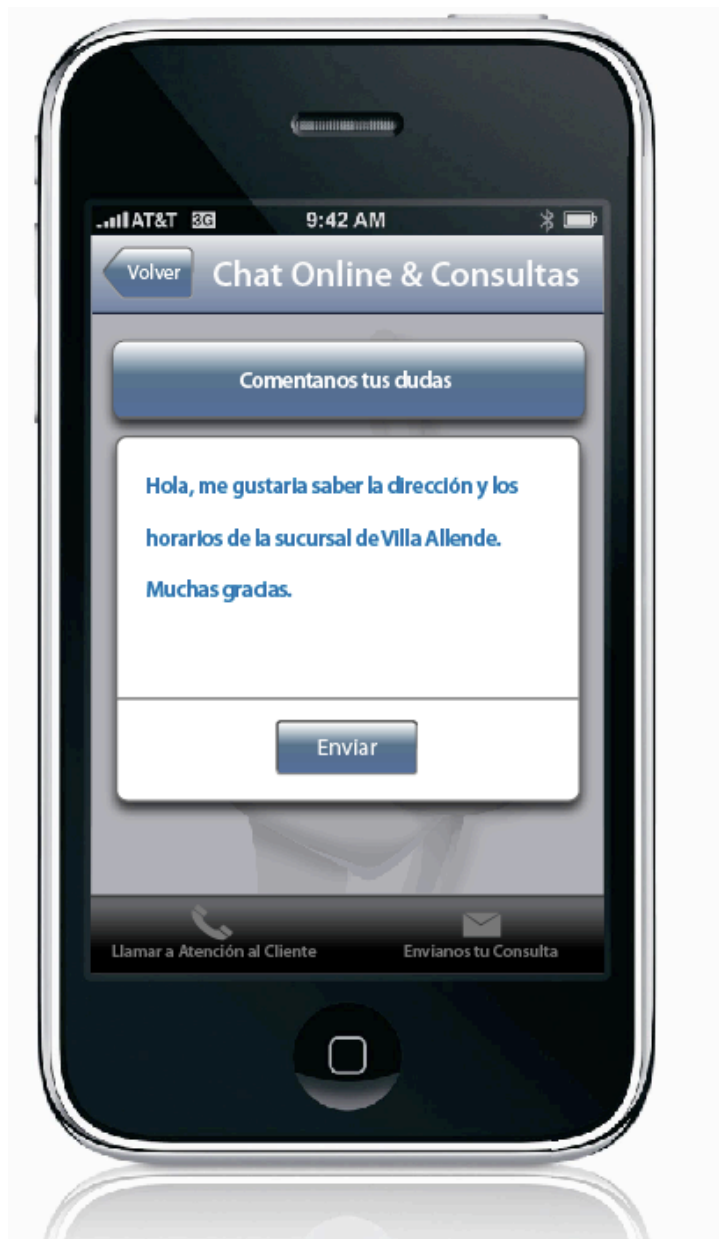 AT&T 3G 9:42 AM
Volver Chat Online & Consultas
Comentanos tus dudas
Hola, me gustaria saber la dirección y los
horarios de la sucursal de Villa Allende.
Muchas gracias.
Enviar
Llamar a Atención al Cliente Envianos tu Consulta